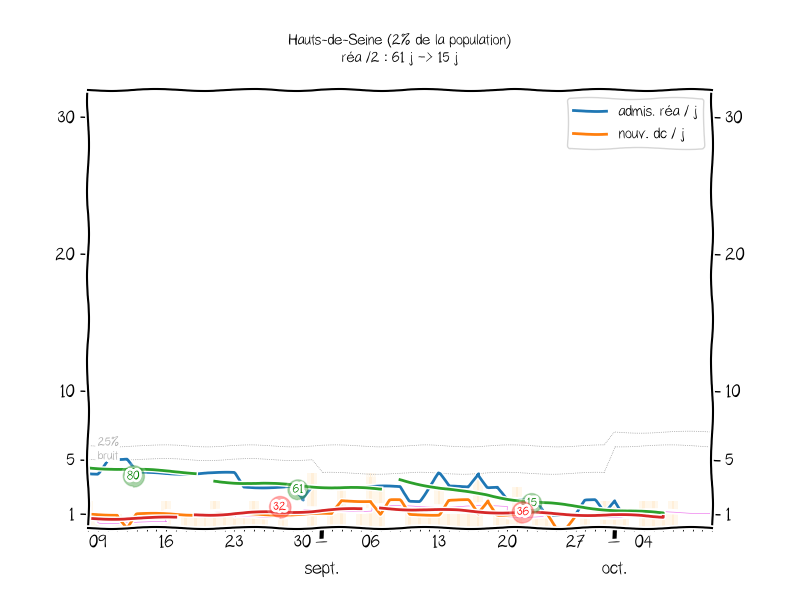 Hauts-de-Seine (2% de la population)
réa /2 : 61 j -> 15 j
admis. réa / j
nouv. dc / j
30
30
20
20
10
10
5
5
1
1
25%
bruit
80
61
32
15
36
09 16 23 30 06 13 20 27 04
sept. oct.